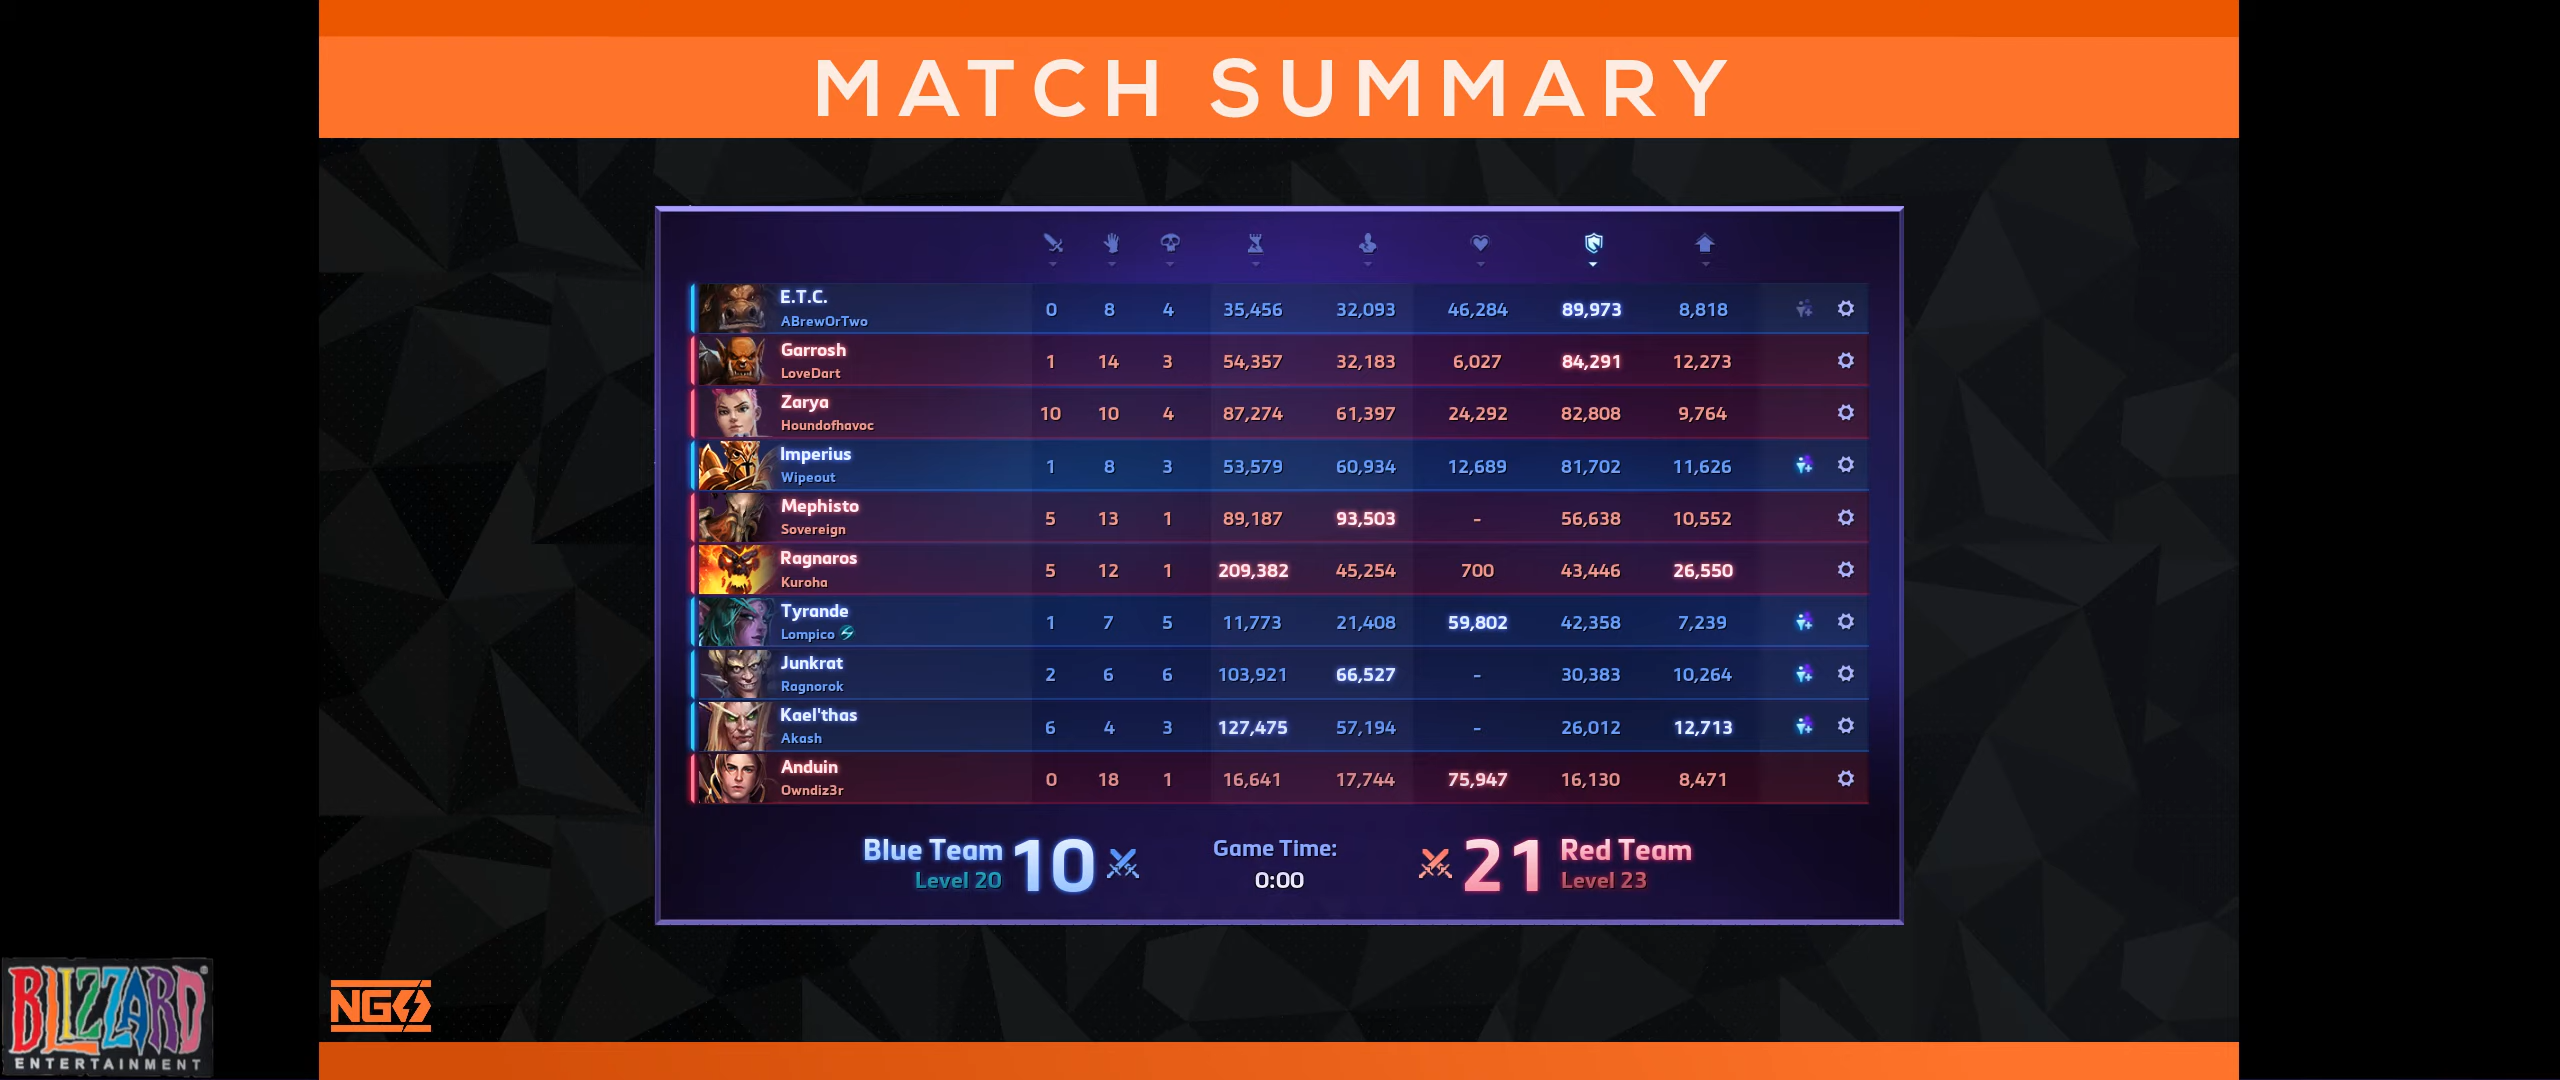 MATCH SUMMARY
E.T.C.
ABrewOrTwo
0 8 4 35,456 32,093 46,284 89,973 8,818
Garrosh
LoveDart
1 14 3 54,357 32,183 6,027 84,291 12,273
Zarya
Houndofhavoc
10 10 4 87,274 61,397 24,292 82,808 9,764
Imperius
Wipeout
1 8 3 53,579 60,934 12,689 81,702 11,626
Mephisto
Sovereign
5 13 1 89,187 93,503 - 56,638 10,552
Ragnaros
Kuroha
5 12 1 209,382 45,254 700 43,446 26,550
Tyrande
Lompico
1 7 5 11,773 21,408 59,802 42,358 7,239
Junkrat
Ragnorok
2 6 6 103,921 66,527 - 30,383 10,264
Kael'thas
Akash
6 4 3 127,475 57,194 - 26,012 12,713
Anduin
Owndiz3r
0 18 1 16,641 17,744 75,947 16,130 8,471
Blue Team 10 Game Time: 21 Red Team
Level 20 0:00 Level 23
BLIZZARD®
ENTERTAINMENT
NGS